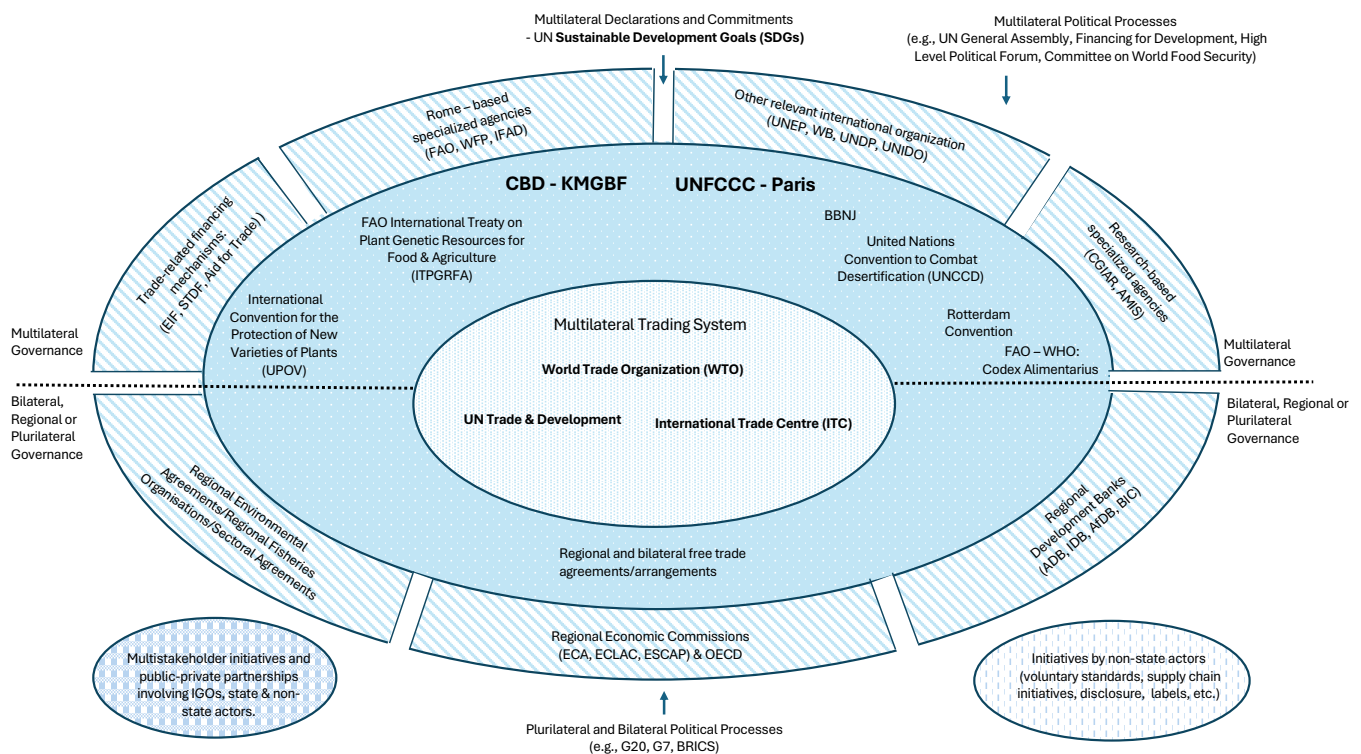 Multilateral Declarations and Commitments
- UN Sustainable Development Goals (SDGs)
Multilateral Political Processes
(e.g., UN General Assembly, Financing for Development, High
Level Political Forum, Committee on World Food Security)
Rome – based
specialized agencies
(FAO, WFP, IFAD)
Other relevant international organization
(UNEP, WB, UNDP, UNIDO)
Trade-related financing
mechanisms:
(EIF, STDF, Aid for Trade) )
Research-based
specialized agencies
(CGIAR, AMIS)
CBD - KMGBF
UNFCCC - Paris
FAO International Treaty on
Plant Genetic Resources for
Food & Agriculture
(ITPGRFA)
BBNJ
United Nations
Convention to Combat
Desertification (UNCCD)
International
Convention for the
Protection of New
Varieties of Plants
(UPOV)
Rotterdam
Convention
FAO – WHO:
Codex Alimentarius
Multilateral Trading System
World Trade Organization (WTO)
UN Trade & Development
International Trade Centre (ITC)
Multilateral
Governance
Multilateral
Governance
Bilateral,
Regional or
Plurilateral
Governance
Bilateral, Regional or
Plurilateral
Governance
Regional Environmental
Agreements/Regional Fisheries
Organisations/Sectoral Agreements
Regional
Development Banks
(ADB, IDB, AfDB, BIC)
Regional and bilateral free trade
agreements/arrangements
Regional Economic Commissions
(ECA, ECLAC, ESCAP) & OECD
Multistakeholder initiatives and
public-private partnerships
involving IGOs, state & non-
state actors.
Initiatives by non-state actors
(voluntary standards, supply chain
initiatives, disclosure, labels, etc.)
Plurilateral and Bilateral Political Processes
(e.g., G20, G7, BRICS)